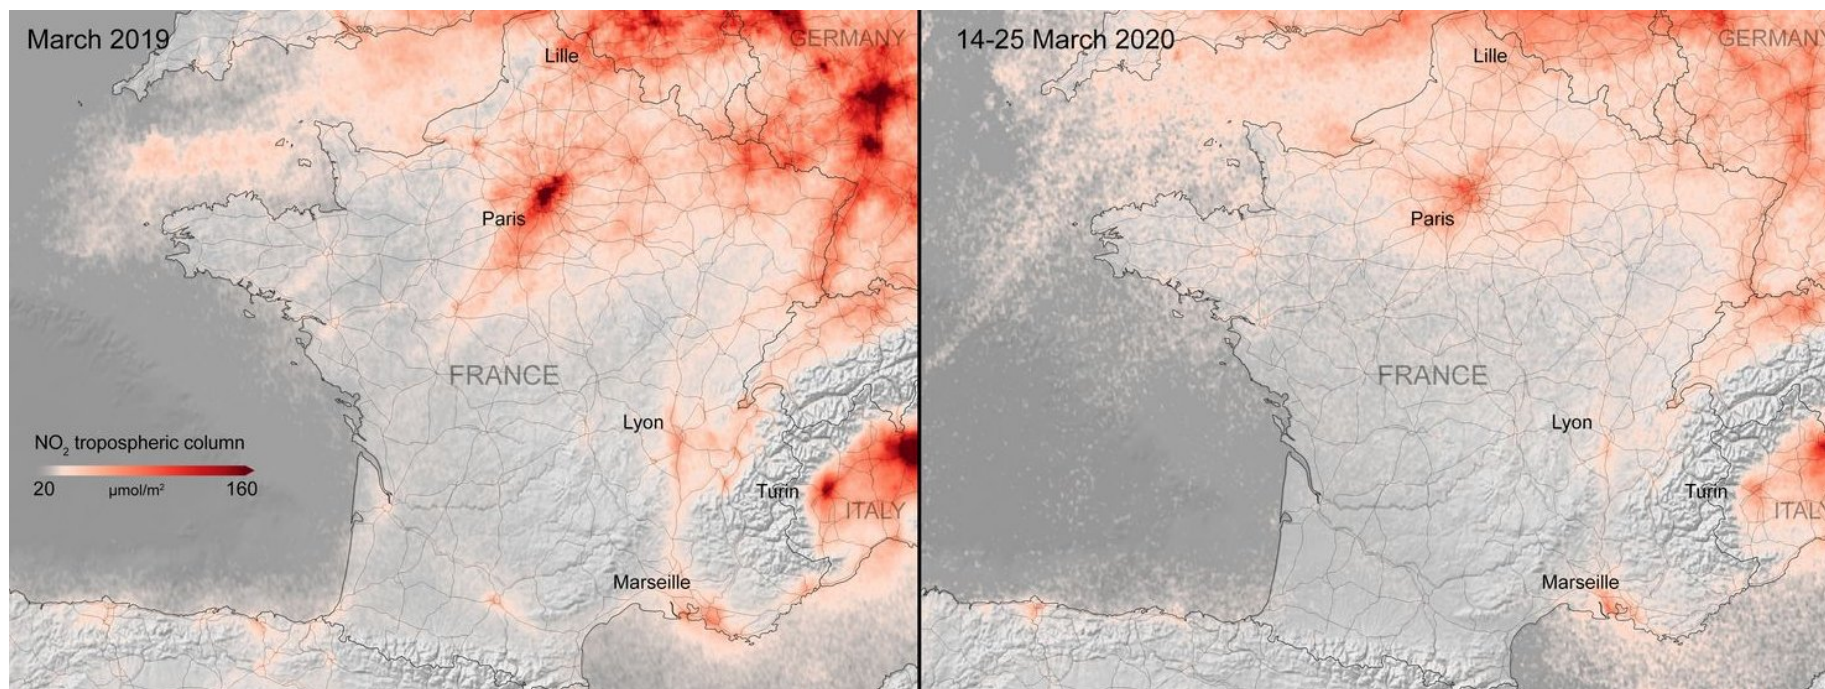 March 2019
Lille
GERMANY
Paris
FRANCE
Lyon
NO₂ tropospheric column
20 μmol/m² 160
Turin
ITALY
Marseille
14-25 March 2020
Lille
GERMANY
Paris
FRANCE
Lyon
Turin
ITALY
Marseille